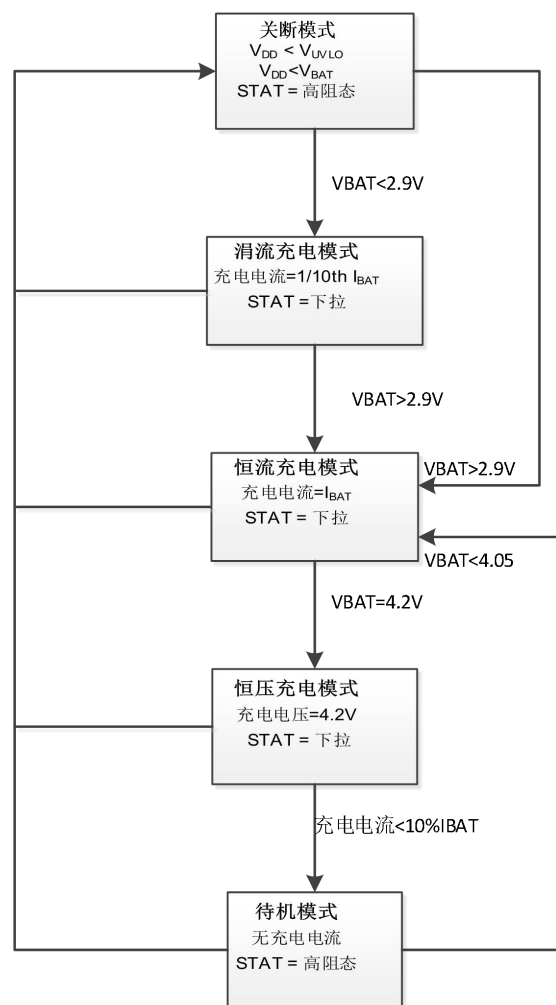 关断模式
VDD < VUVLO
VDD<VBAT
STAT = 高阻态
VBAT<2.9V
涓流充电模式
充电电流=1/10th IBAT
STAT =下拉
VBAT>2.9V
恒流充电模式
充电电流=IBAT
STAT = 下拉
VBAT>2.9V
VBAT<4.05
VBAT=4.2V
恒压充电模式
充电电压=4.2V
STAT = 下拉
充电电流<10%IBAT
待机模式
无充电电流
STAT = 高阻态